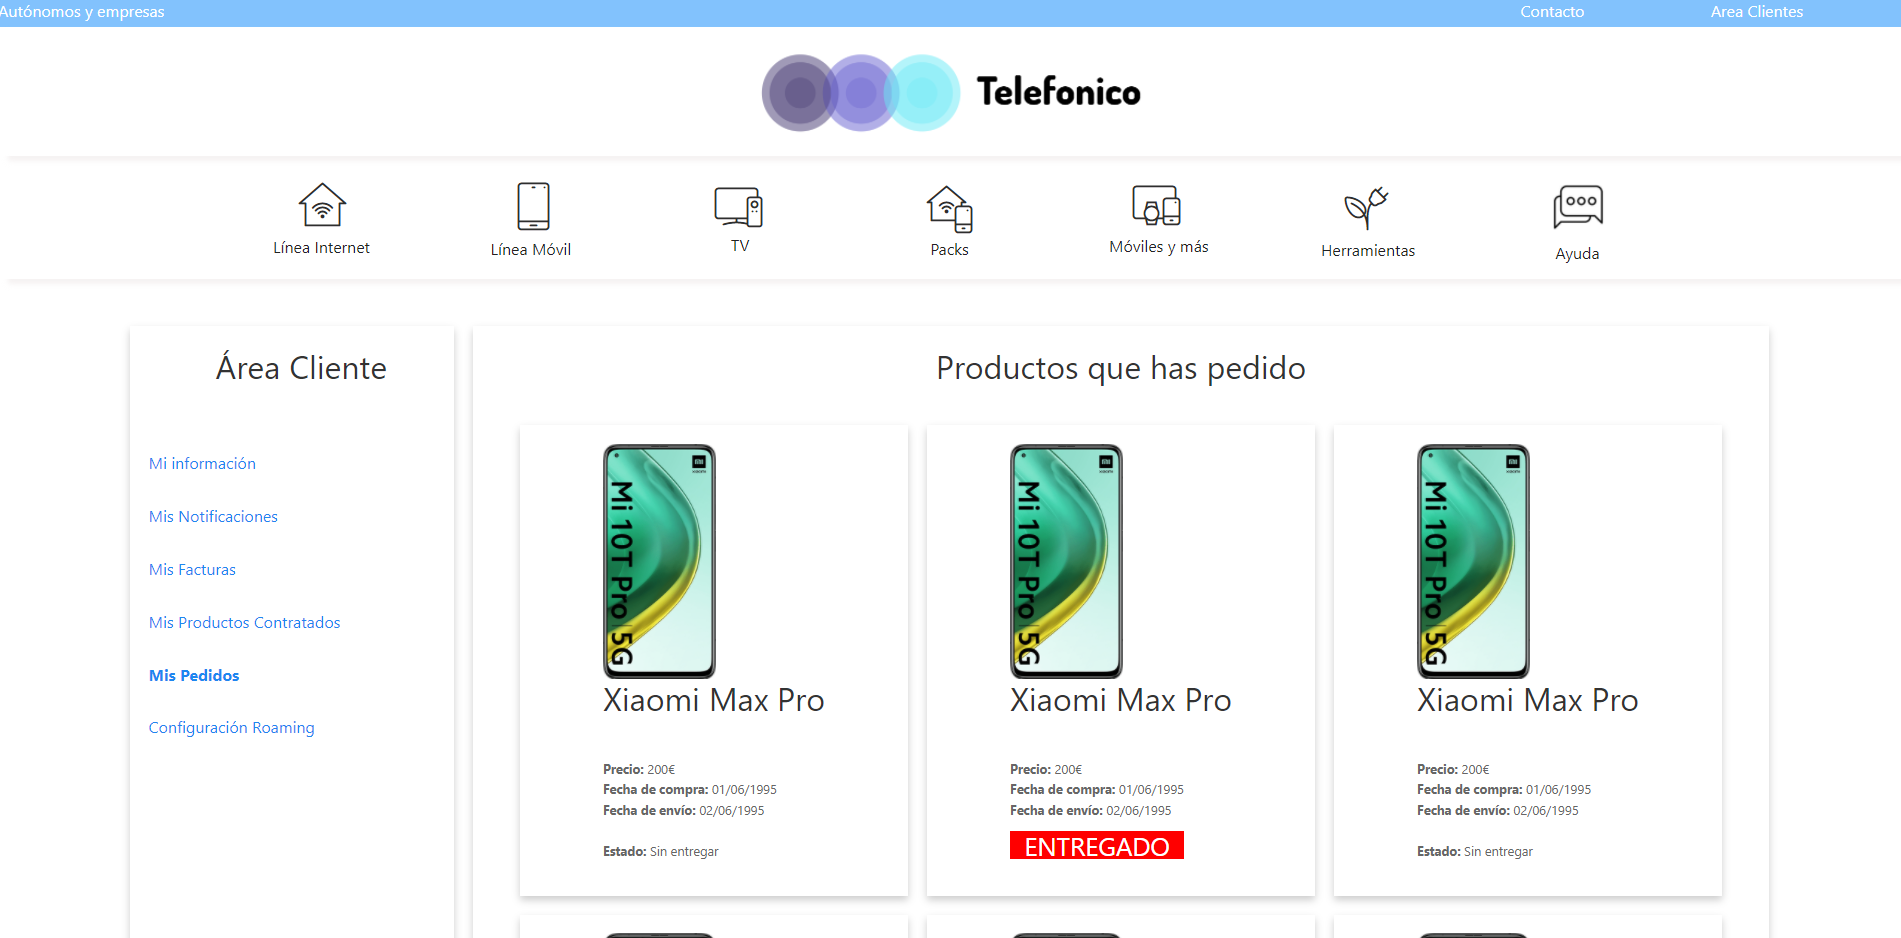 Autónomos y empresas
Contacto
Area Clientes
Telefonico
Línea Internet
Línea Móvil
TV
Packs
Móviles y más
Herramientas
Ayuda
Área Cliente
Mi información
Mis Notificaciones
Mis Facturas
Mis Productos Contratados
Mis Pedidos
Configuración Roaming
Productos que has pedido
Mi 10T Pro 5G
Xiaomi Max Pro
Precio: 200€
Fecha de compra: 01/06/1995
Fecha de envío: 02/06/1995
Estado: Sin entregar
Mi 10T Pro 5G
Xiaomi Max Pro
Precio: 200€
Fecha de compra: 01/06/1995
Fecha de envío: 02/06/1995
ENTREGADO
Mi 10T Pro 5G
Xiaomi Max Pro
Precio: 200€
Fecha de compra: 01/06/1995
Fecha de envío: 02/06/1995
Estado: Sin entregar